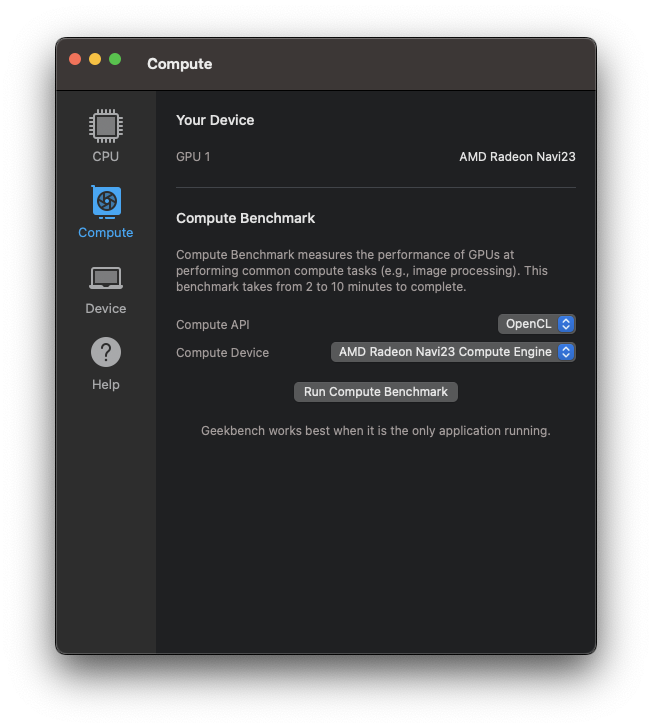 Compute
CPU
Compute
Device
Help
Your Device
GPU 1 AMD Radeon Navi23
Compute Benchmark
Compute Benchmark measures the performance of GPUs at
performing common compute tasks (e.g., image processing). This
benchmark takes from 2 to 10 minutes to complete.
Compute API OpenCL
Compute Device AMD Radeon Navi23 Compute Engine
Run Compute Benchmark
Geekbench works best when it is the only application running.